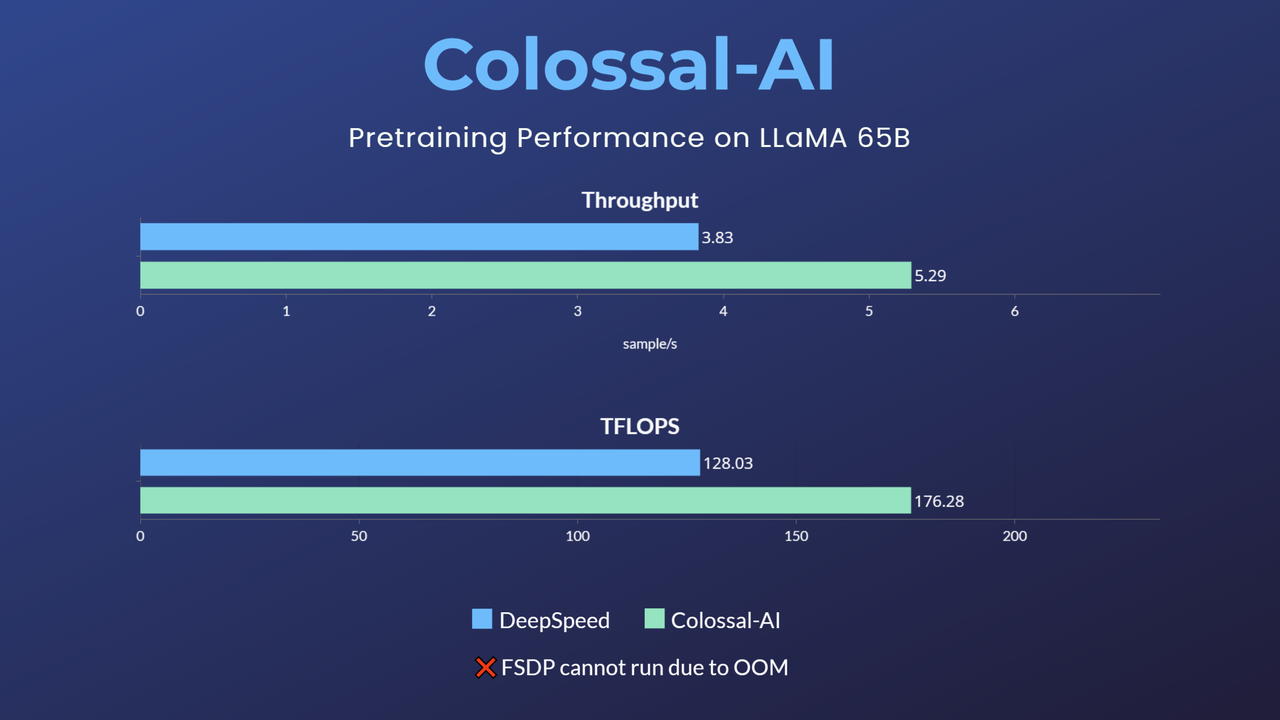 Colossal-AI
Pretraining Performance on LLaMA 65B
Throughput
3.83
5.29
0 1 2 3 4 5 6
sample/s
TFLOPS
128.03
176.28
0 50 100 150 200
DeepSpeed Colossal-AI
❌ FSDP cannot run due to OOM